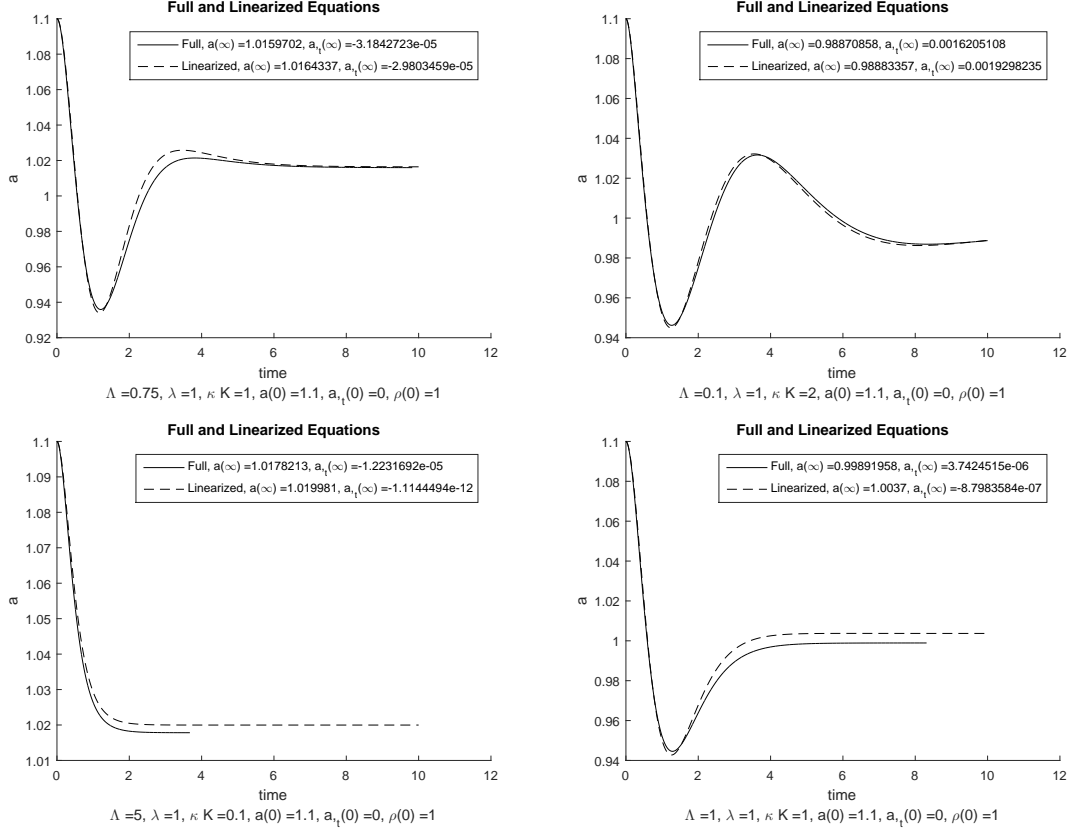 Full and Linearized Equations
Full, a(∞) =1.0159702, a,t(∞) =-3.1842723e-05
Linearized, a(∞) =1.0164337, a,t(∞) =-2.9803459e-05
1.1
1.08
1.06
1.04
1.02
1
0.98
0.96
0.94
0.92
a
0 2 4 6 8 10 12
time
Λ =0.75, λ =1, κ K =1, a(0) =1.1, a,t(0) =0, ρ(0) =1
Full and Linearized Equations
Full, a(∞) =0.98870858, a,t(∞) =0.0016205108
Linearized, a(∞) =0.98883357, a,t(∞) =0.0019298235
1.1
1.08
1.06
1.04
1.02
1
0.98
0.96
0.94
a
0 2 4 6 8 10 12
time
Λ =0.1, λ =1, κ K =2, a(0) =1.1, a,t(0) =0, ρ(0) =1
Full and Linearized Equations
Full, a(∞) =1.0178213, a,t(∞) =-1.2231692e-05
Linearized, a(∞) =1.019981, a,t(∞) =-1.1144494e-12
1.1
1.09
1.08
1.07
1.06
1.05
1.04
1.03
1.02
1.01
a
0 2 4 6 8 10 12
time
Λ =5, λ =1, κ K =0.1, a(0) =1.1, a,t(0) =0, ρ(0) =1
Full and Linearized Equations
Full, a(∞) =0.99891958, a,t(∞) =3.7424515e-06
Linearized, a(∞) =1.0037, a,t(∞) =-8.7983584e-07
1.1
1.08
1.06
1.04
1.02
1
0.98
0.96
0.94
a
0 2 4 6 8 10 12
time
Λ =1, λ =1, κ K =1, a(0) =1.1, a,t(0) =0, ρ(0) =1